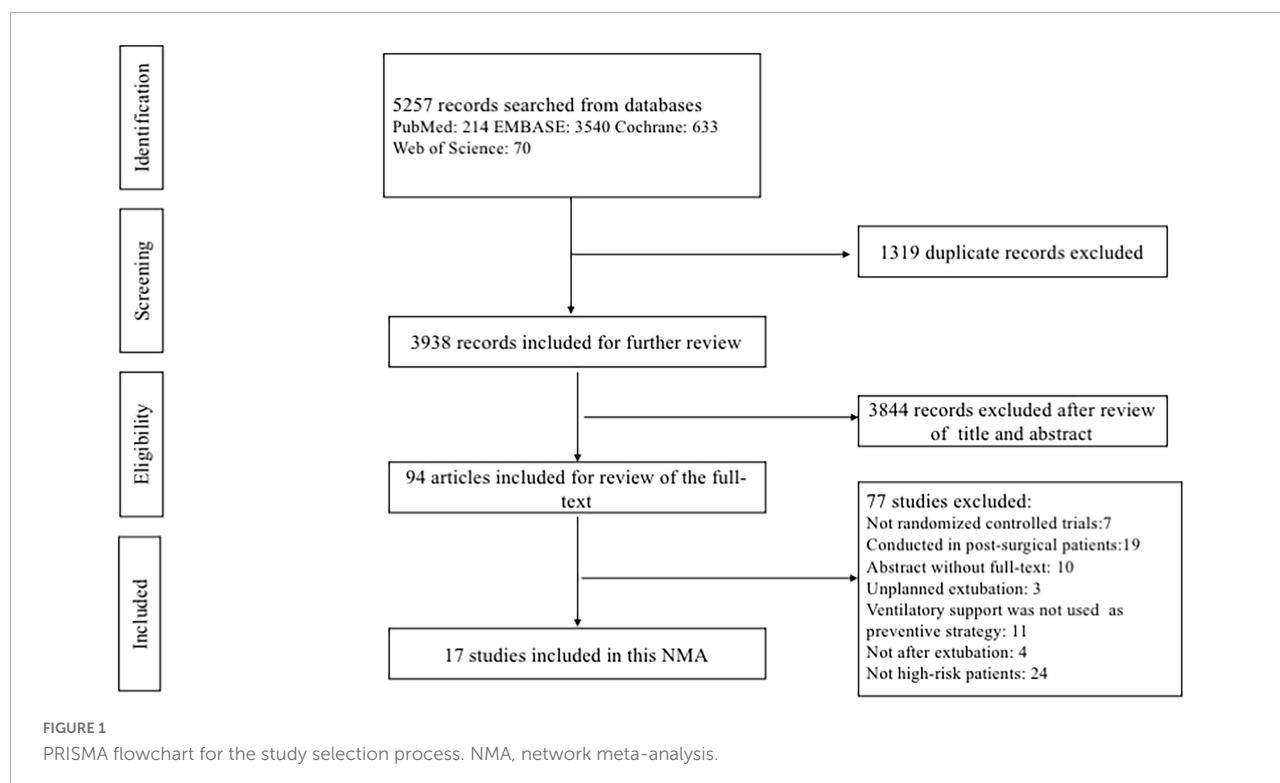 Identification
5257 records searched from databases
PubMed: 214 EMBASE: 3540 Cochrane: 633
Web of Science: 70
Screening
1319 duplicate records excluded
3938 records included for further review
Eligibility
3844 records excluded after review
of title and abstract
94 articles included for review of the full-
text
Included
77 studies excluded:
Not randomized controlled trials:7
Conducted in post-surgical patients:19
Abstract without full-text: 10
Unplanned extubation: 3
Ventilatory support was not used as
preventive strategy: 11
Not after extubation: 4
Not high-risk patients: 24
17 studies included in this NMA
FIGURE 1
PRISMA flowchart for the study selection process. NMA, network meta-analysis.